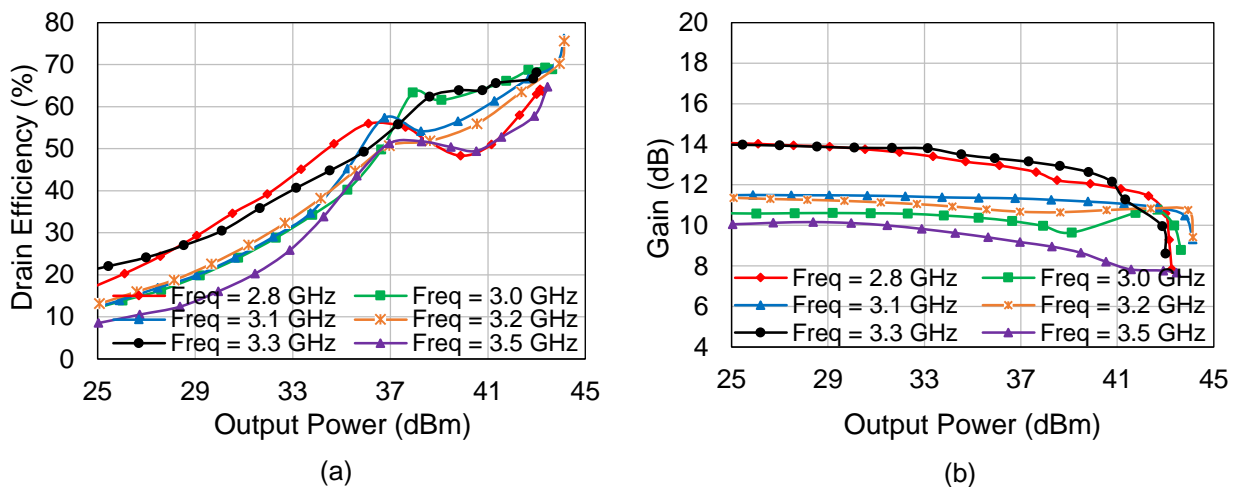 Drain Efficiency (%)
80
70
60
50
40
30
20
10
0
Freq = 2.8 GHz
Freq = 3.0 GHz
Freq = 3.1 GHz
Freq = 3.2 GHz
Freq = 3.3 GHz
Freq = 3.5 GHz
25 29 33 37 41 45
Output Power (dBm)
(a)
Gain (dB)
20
18
16
14
12
10
8
6
4
Freq = 2.8 GHz
Freq = 3.0 GHz
Freq = 3.1 GHz
Freq = 3.2 GHz
Freq = 3.3 GHz
Freq = 3.5 GHz
25 29 33 37 41 45
Output Power (dBm)
(b)